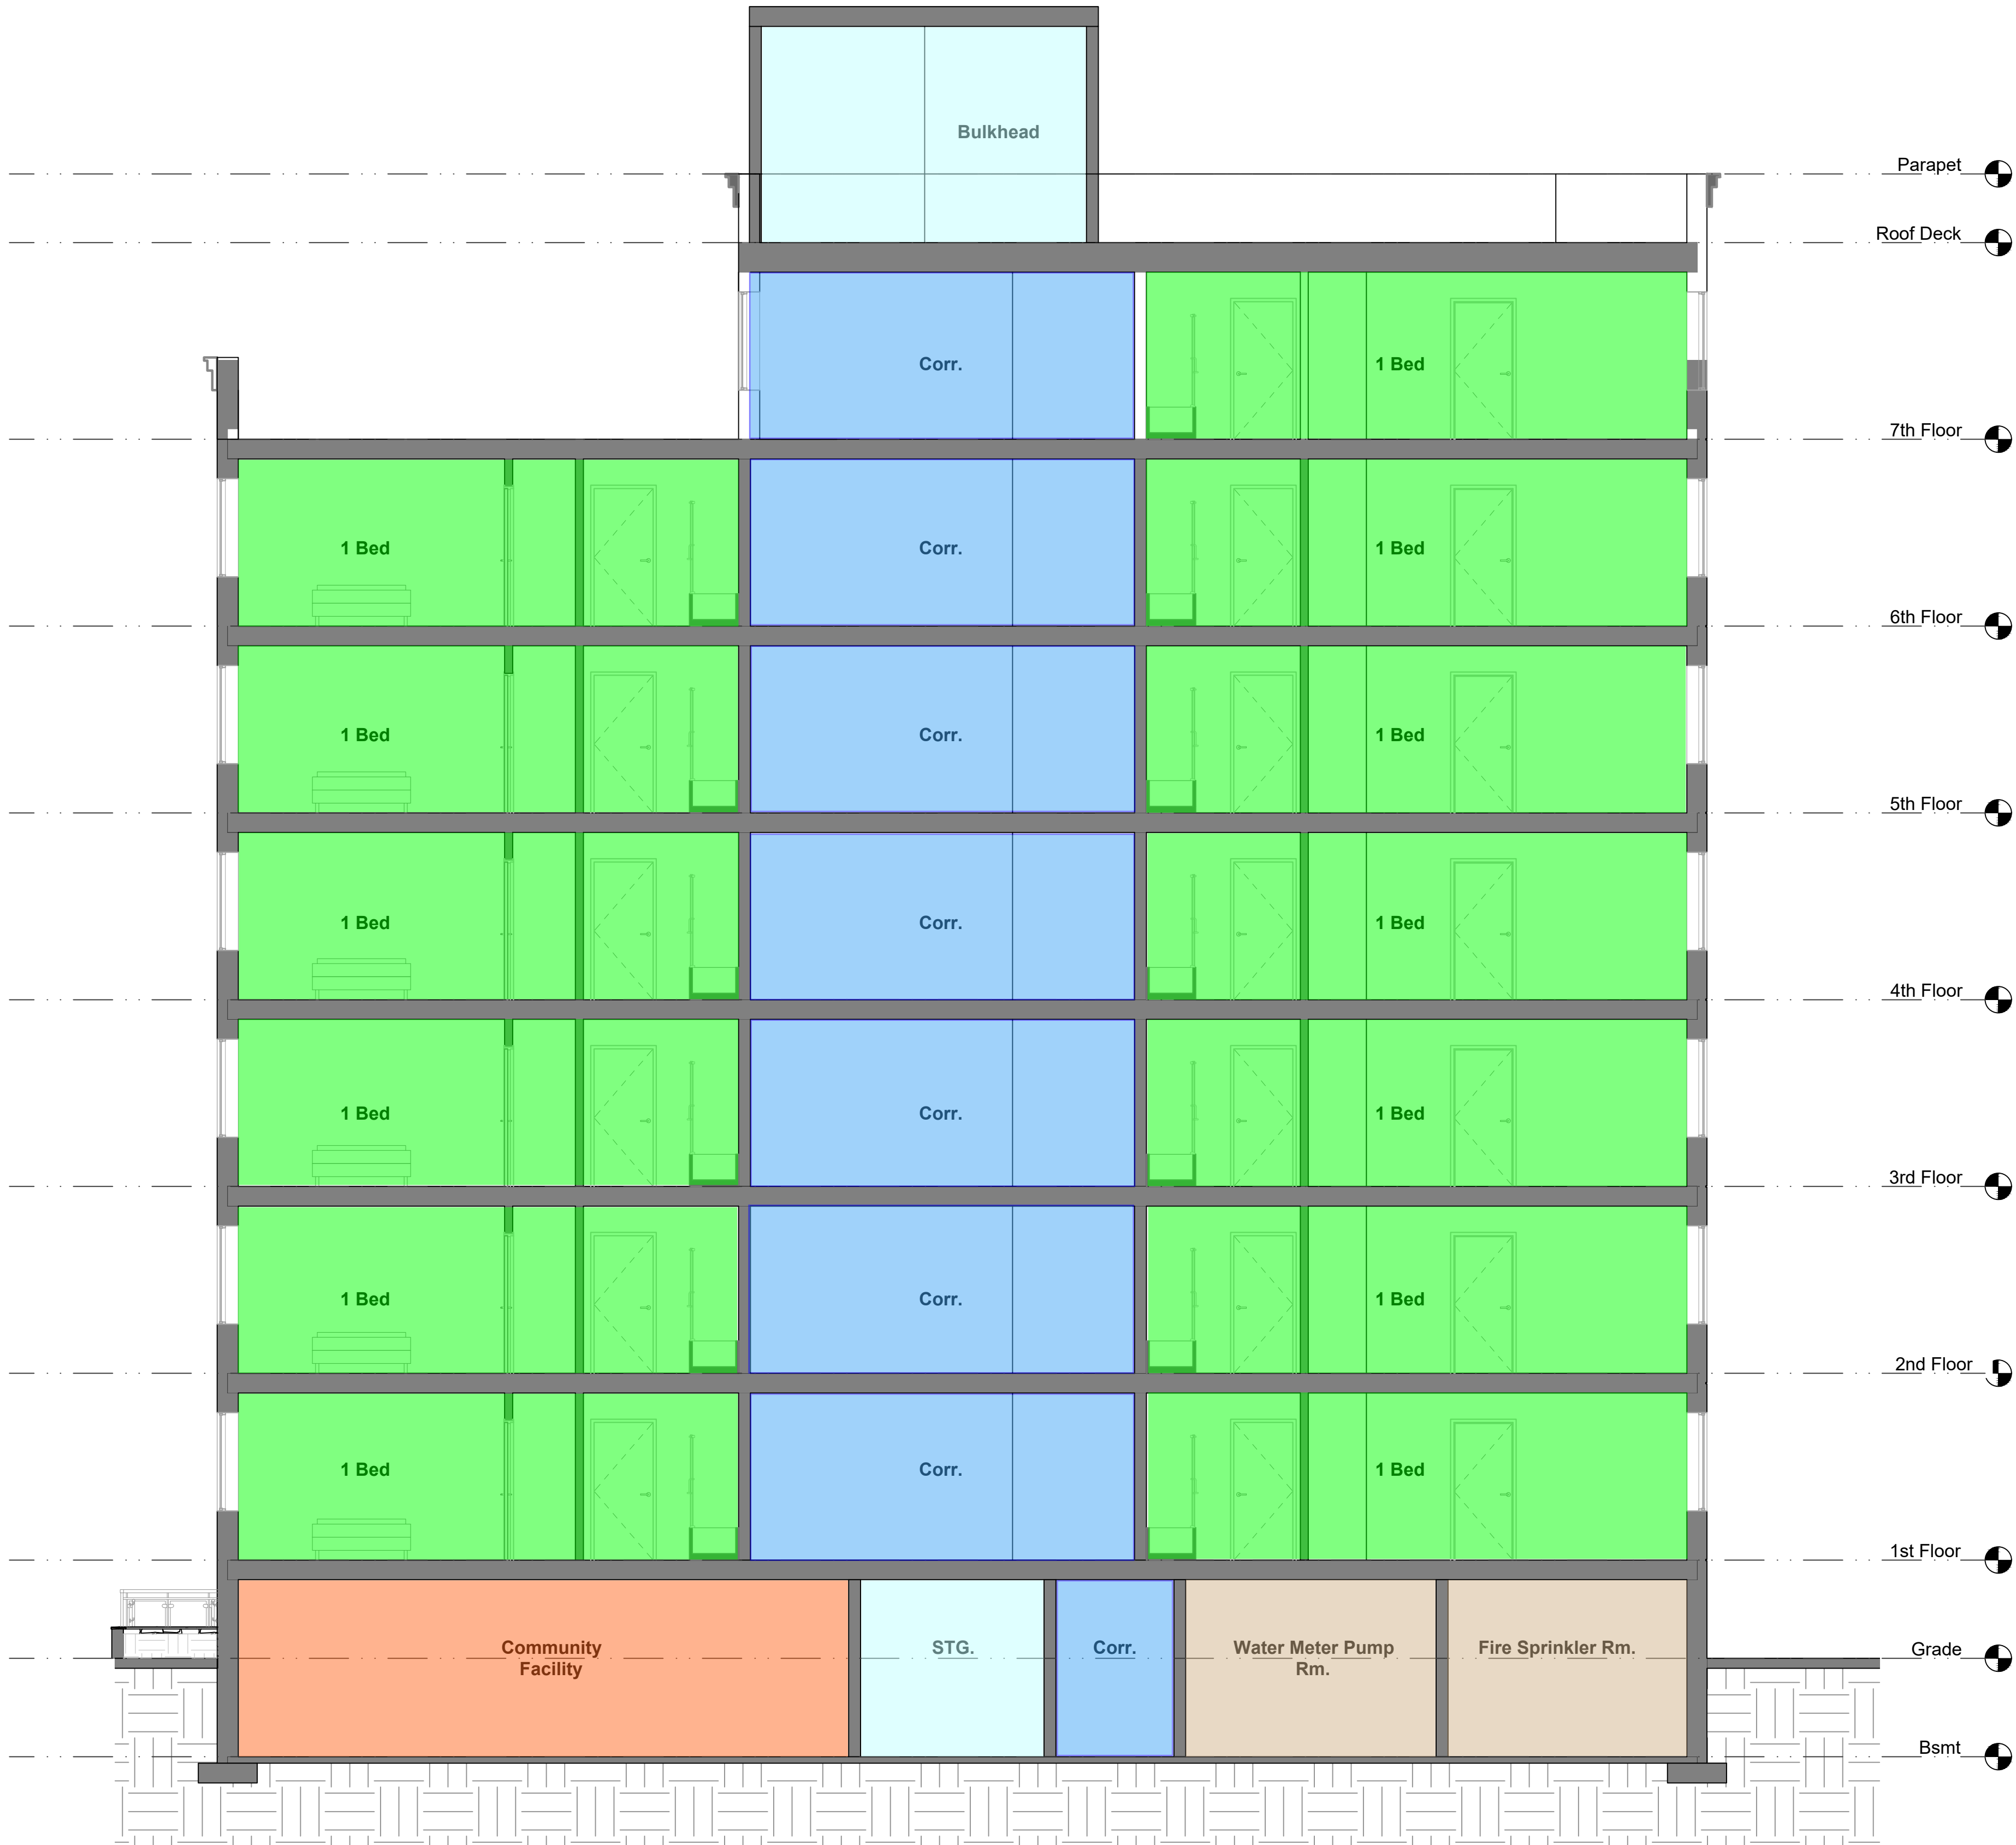 Bulkhead
Parapet
Roof Deck
Corr.
1 Bed
7th Floor
1 Bed
Corr.
1 Bed
6th Floor
1 Bed
Corr.
1 Bed
5th Floor
1 Bed
Corr.
1 Bed
4th Floor
1 Bed
Corr.
1 Bed
3rd Floor
1 Bed
Corr.
1 Bed
2nd Floor
1 Bed
Corr.
1 Bed
1st Floor
Community
Facility
STG.
Corr.
Water Meter Pump
Rm.
Fire Sprinkler Rm.
Grade
Bsmt